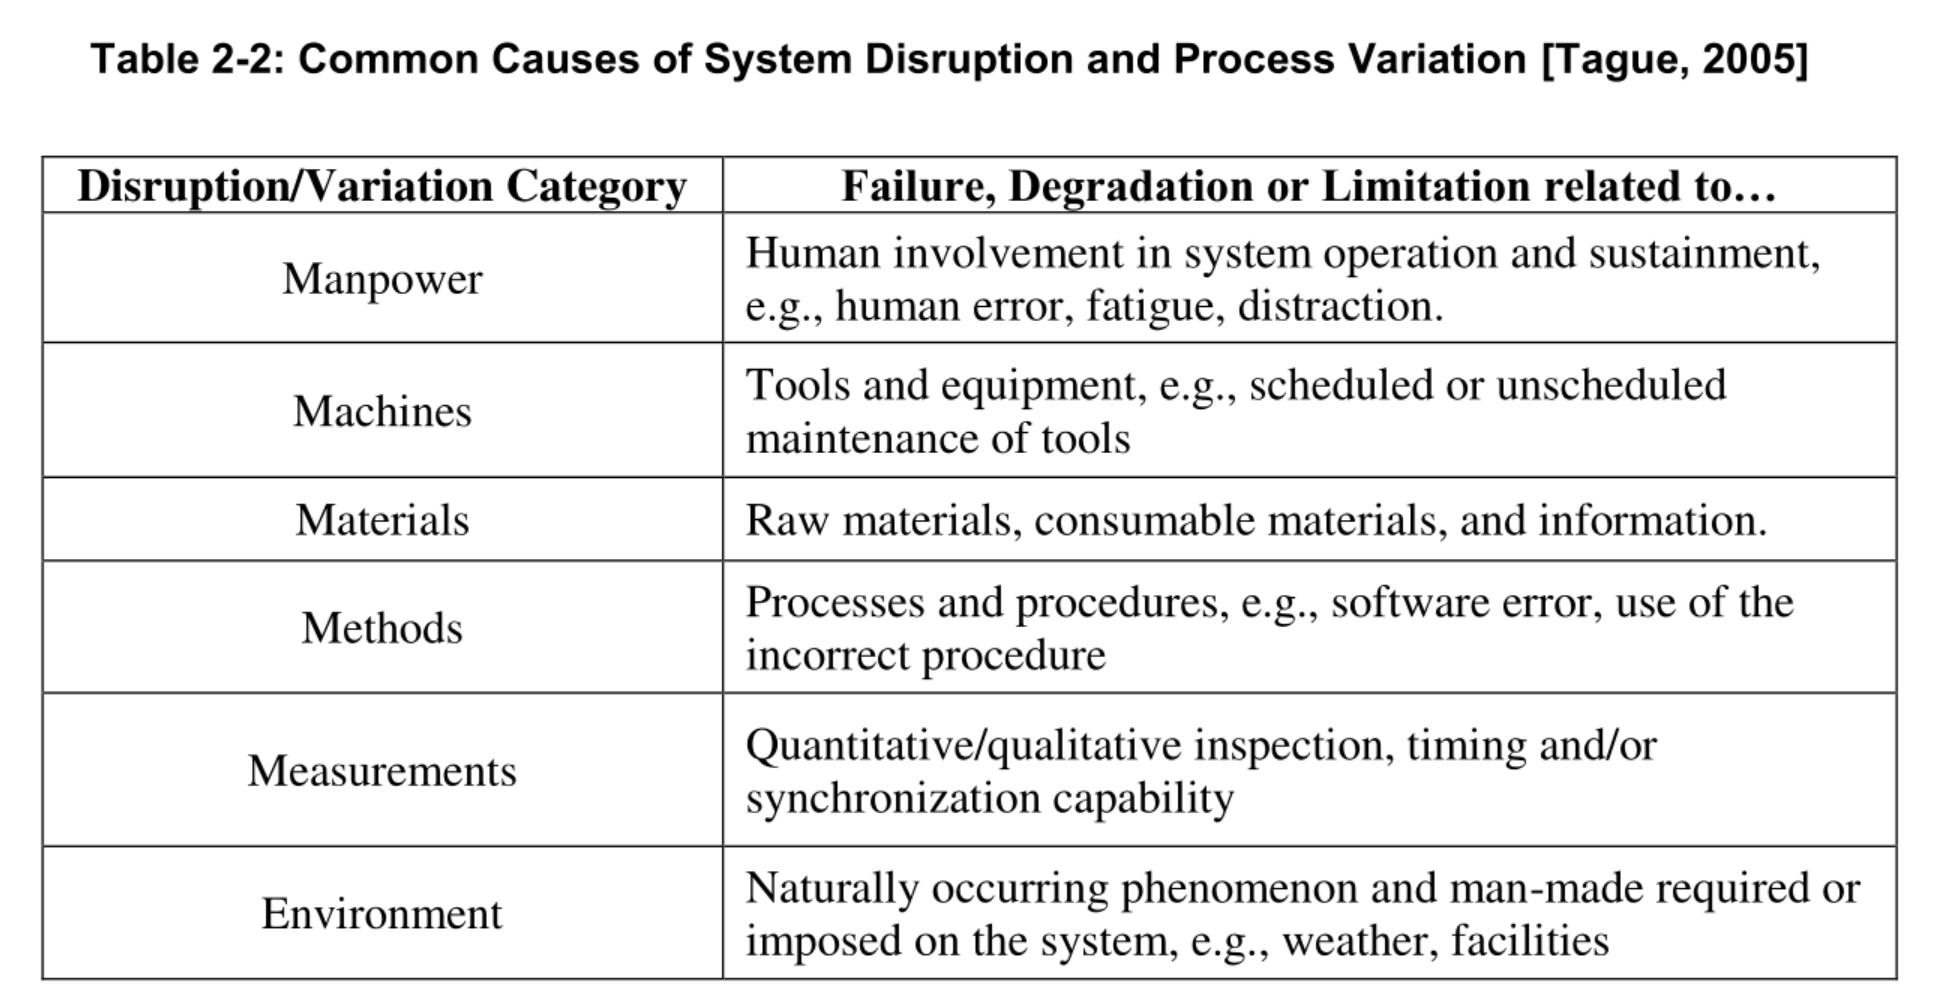 Table 2-2: Common Causes of System Disruption and Process Variation [Tague, 2005]
Disruption/Variation Category
Failure, Degradation or Limitation related to…
Manpower
Human involvement in system operation and sustainment,
e.g., human error, fatigue, distraction.
Machines
Tools and equipment, e.g., scheduled or unscheduled
maintenance of tools
Materials
Raw materials, consumable materials, and information.
Methods
Processes and procedures, e.g., software error, use of the
incorrect procedure
Measurements
Quantitative/qualitative inspection, timing and/or
synchronization capability
Environment
Naturally occurring phenomenon and man-made required or
imposed on the system, e.g., weather, facilities